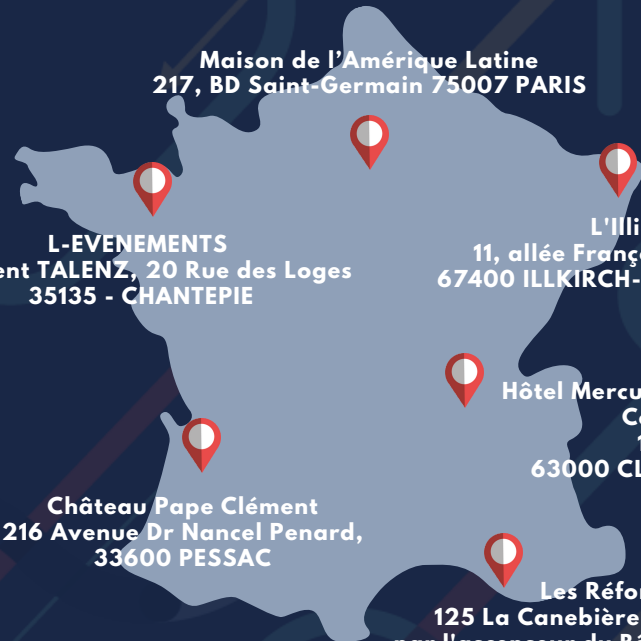 Maison de l'Amérique Latine
217, BD Saint-Germain 75007 PARIS
L-EVENEMENTS
TALENZ, 20 Rue des Loges
35135 - CHANTEPIE
L'Illi
11, allée Franç
67400 ILLKIRCH-
Hôtel Mercu
63000 CL
Château Pape Clément
216 Avenue Dr Nancel Penard,
33600 PESSAC
Les Réfor
125 La Canebière